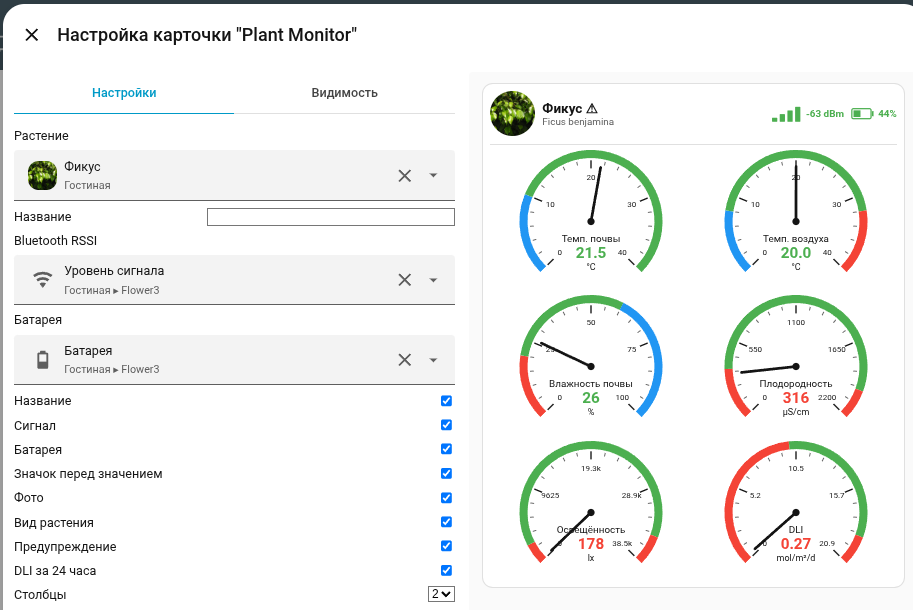 Настройка карточки "Plant Monitor"
Настройки
Видимость
Растение
Фикус
Гостиная
Название
Bluetooth RSSI
Уровень сигнала
Гостиная ▸ Flower3
Батарея
Батарея
Гостиная ▸ Flower3
Название
Сигнал
Батарея
Значок перед значением
Фото
Вид растения
Предупреждение
DLI за 24 часа
Столбцы
2
Фикус ⚠
Ficus benjamina
-63 dBm
44%
0 10 20 30 40
Темп. почвы
21.5
°C
0 10 20 30 40
Темп. воздуха
20.0
°C
0 25 50 75 100
Влажность почвы
26
%
0 550 1100 1650 2200
Плодородность
316
µS/cm
0 9625 19.3k 28.9k 38.5k
Освещённость
178
lx
0 5.2 10.5 15.7 20.9
DLI
0.27
mol/m²/d